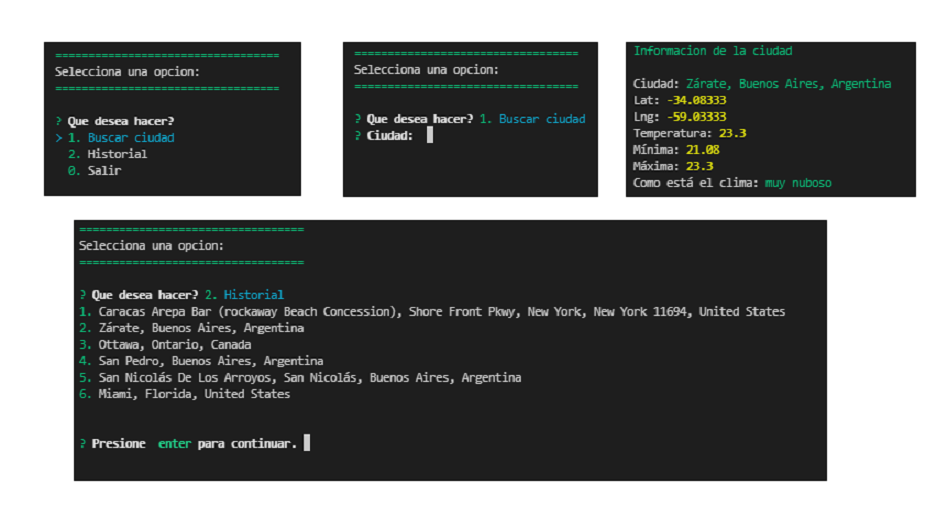 ==================================
Selecciona una opcion:
==================================
? Que desea hacer?
> 1. Buscar ciudad
2. Historial
0. Salir
==================================
Selecciona una opcion:
==================================
? Que desea hacer? 1. Buscar ciudad
? Ciudad:
Informacion de la ciudad
Ciudad: Zárate, Buenos Aires, Argentina
Lat: -34.08333
Lng: -59.03333
Temperatura: 23.3
Mínima: 21.08
Máxima: 23.3
Como está el clima: muy nuboso
==================================
Selecciona una opcion:
==================================
? Que desea hacer? 2. Historial
1. Caracas Arepa Bar (rockaway Beach Concession), Shore Front Pkwy, New York, New York 11694, United States
2. Zárate, Buenos Aires, Argentina
3. Ottawa, Ontario, Canada
4. San Pedro, Buenos Aires, Argentina
5. San Nicolás De Los Arroyos, San Nicolás, Buenos Aires, Argentina
6. Miami, Florida, United States
? Presione enter para continuar.